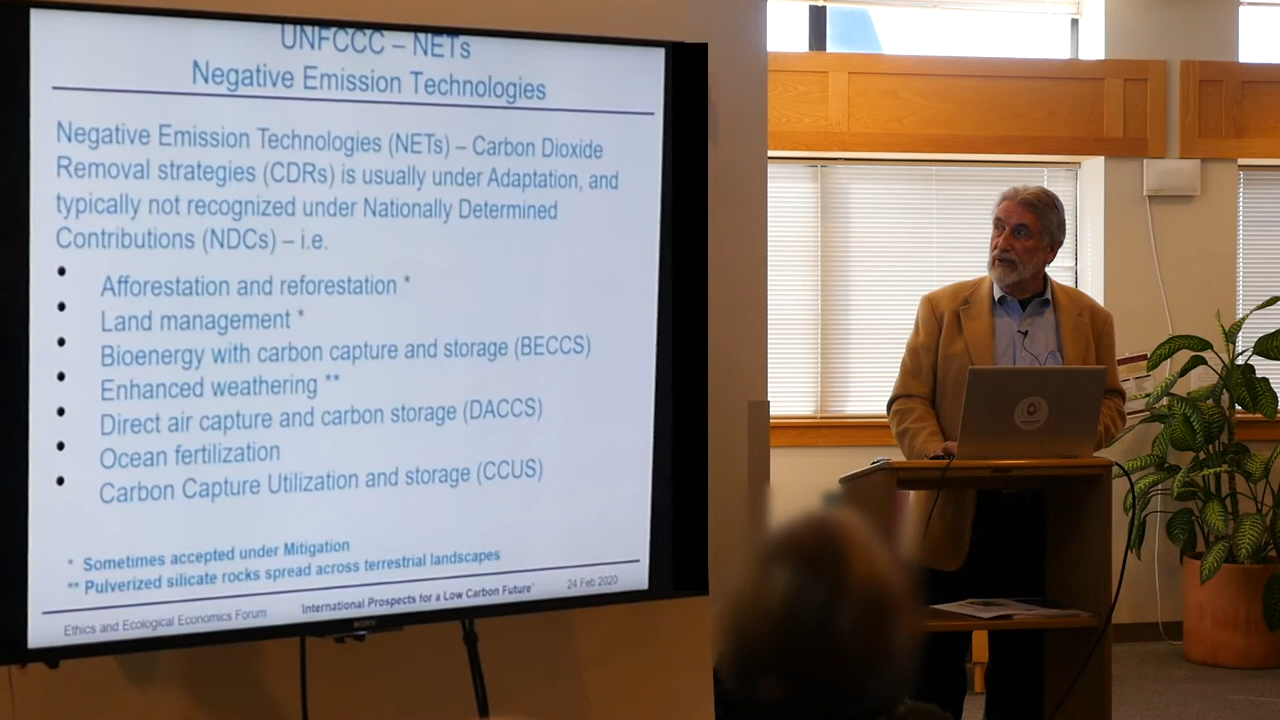 UNFCCC – NETs
Negative Emission Technologies
Negative Emission Technologies (NETs) – Carbon Dioxide
Removal strategies (CDRs) is usually under Adaptation, and
typically not recognized under Nationally Determined
Contributions (NDCs) – i.e.
• Afforestation and reforestation *
• Land management *
• Bioenergy with carbon capture and storage (BECCS)
• Enhanced weathering **
• Direct air capture and carbon storage (DACCS)
• Ocean fertilization
• Carbon Capture Utilization and storage (CCUS)
* Sometimes accepted under Mitigation
** Pulverized silicate rocks spread across terrestrial landscapes
Ethics and Ecological Economics Forum 'International Prospects for a Low Carbon Future' 24 Feb 2020
SONY